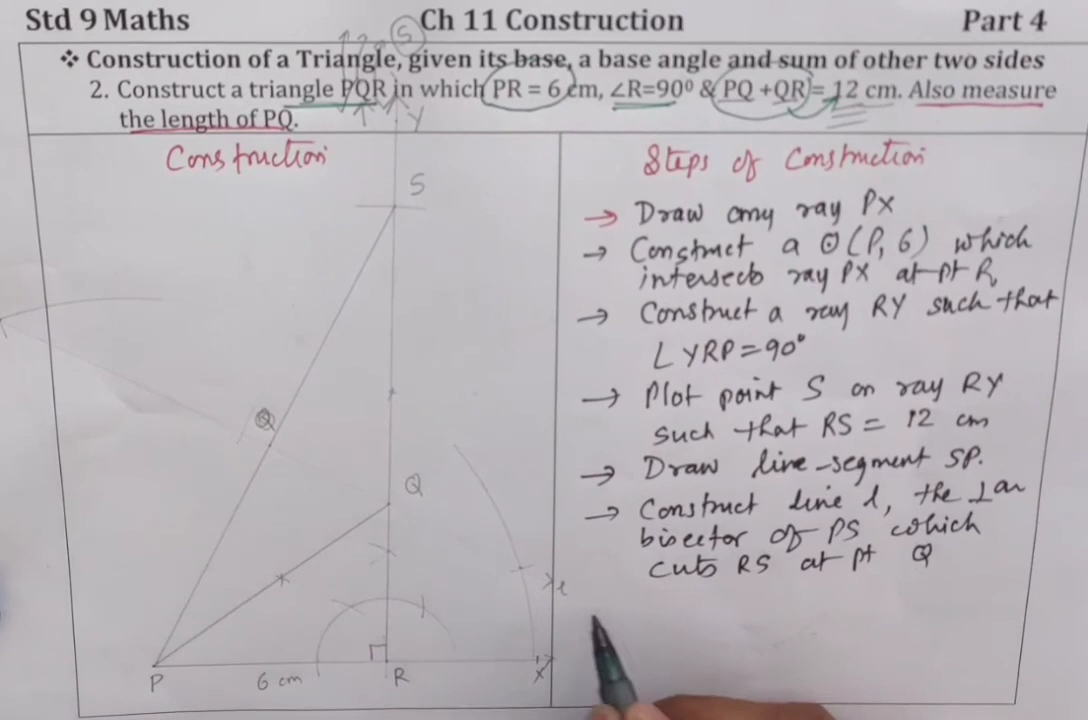 Std 9 Maths Ch 11 Construction Part 4
❖ Construction of a Triangle, given its base, a base angle and sum of other two sides
2. Construct a triangle PQR in which PR = 6 cm, ∠R=90⁰ & PQ +QR = 12 cm. Also measure
the length of PQ.
Construction
S
Y
S
Q
Q
l
P
6 cm
R
X
Steps of Construction
→ Draw any ray PX
→ Construct a ⊙(P, 6) which
intersects ray PX at pt R
→ Construct a ray RY such that
∠YRP=90°
→ Plot point S on ray RY
such that RS = 12 cm
→ Draw line-segment SP.
→ Construct line l, the ⊥ar
bisector of PS which
cuts RS at pt Q